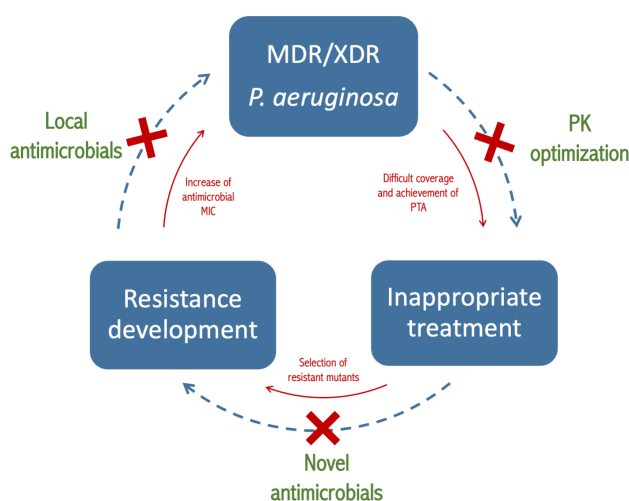 MDR/XDR
P. aeruginosa
Local
antimicrobials
PK
optimization
Increase of
antimicrobial
MIC
Difficult coverage
and achievement of
PTA
Resistance
development
Inappropriate
treatment
Selection of
resistant mutants
Novel
antimicrobials